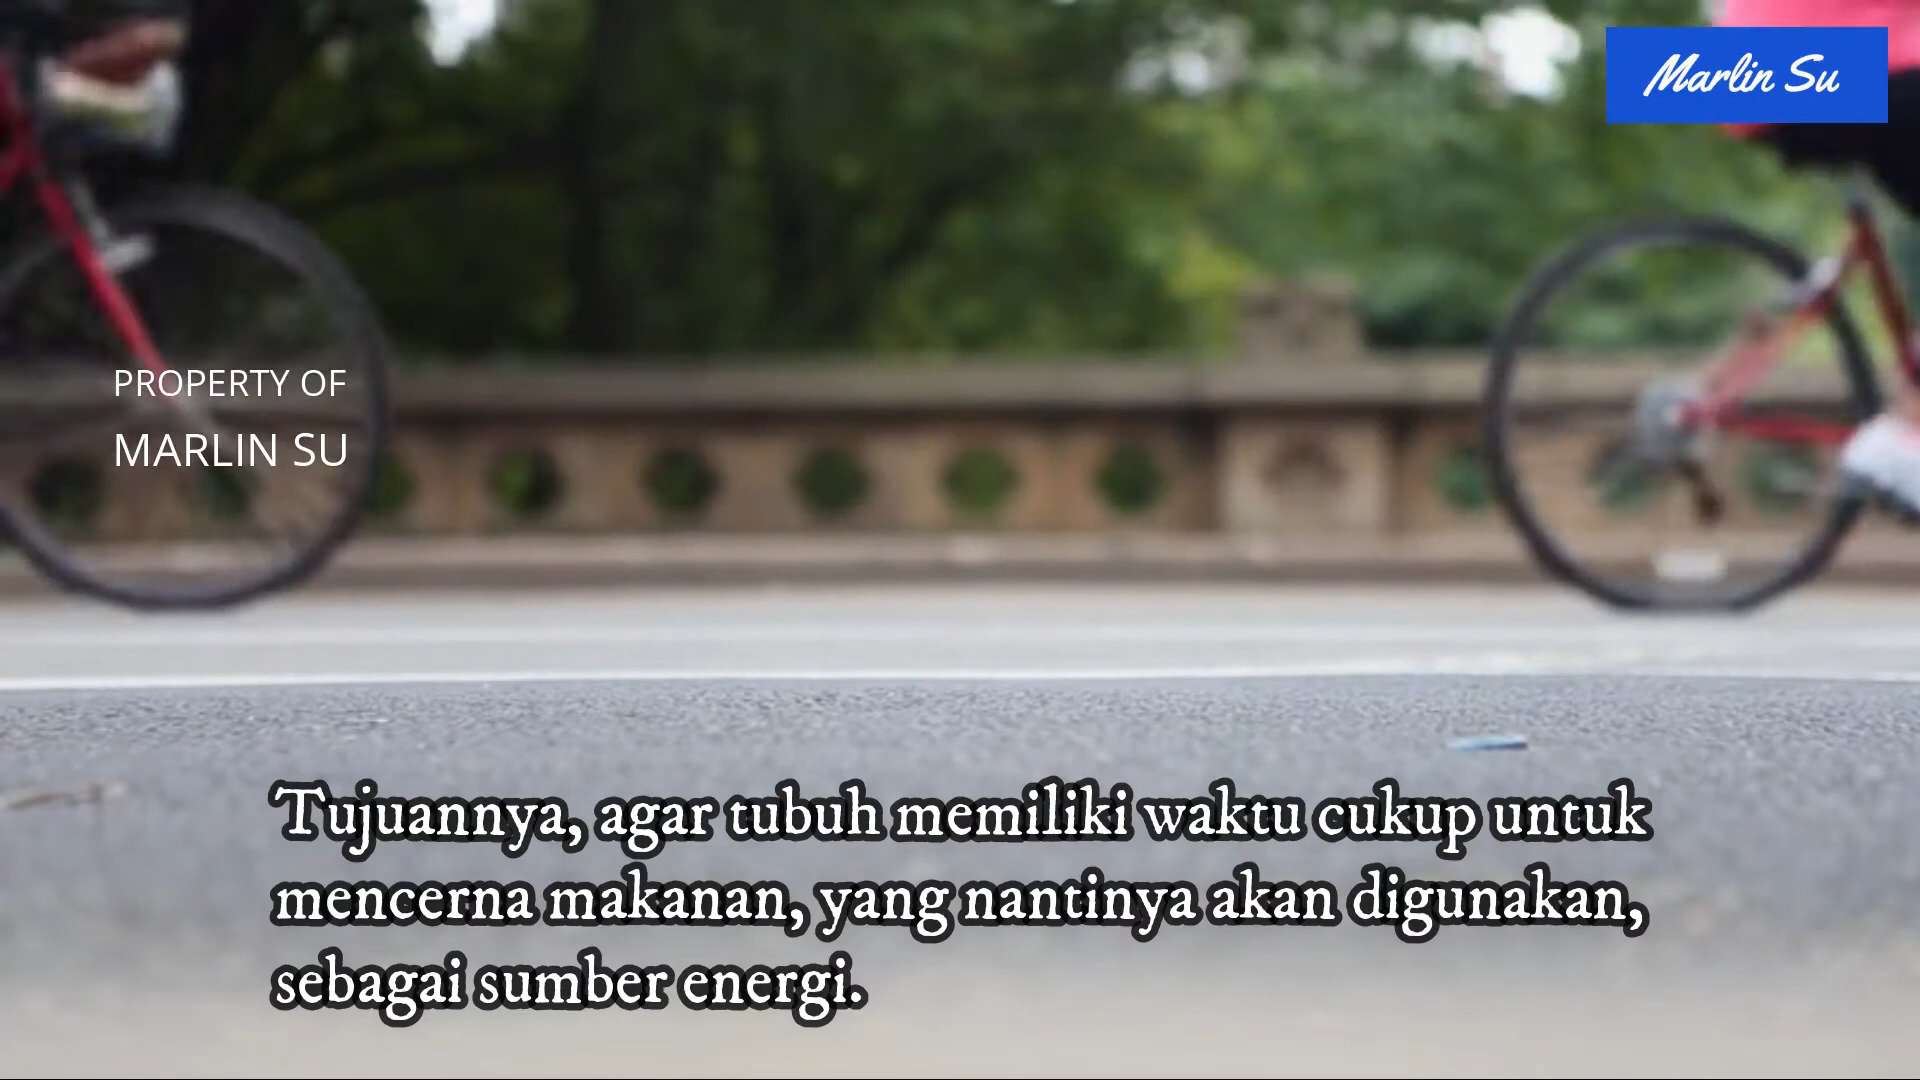 Marlin Su
PROPERTY OF
MARLIN SU
Tujuannya, agar tubuh memiliki waktu cukup untuk
mencerna makanan, yang nantinya akan digunakan,
sebagai sumber energi.